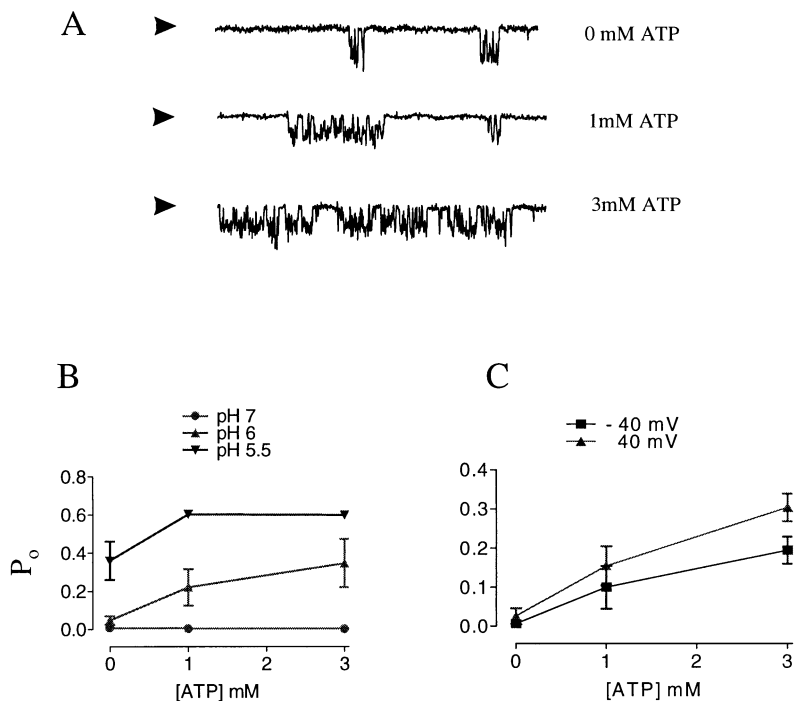 A
0 mM ATP
1mM ATP
3mM ATP
B
pH 7
pH 6
pH 5.5
0.8
0.6
0.4
0.2
0.0
Po
0
1
2
3
[ATP] mM
C
- 40 mV
40 mV
0.4
0.3
0.2
0.1
0.0
0
1
2
3
[ATP] mM